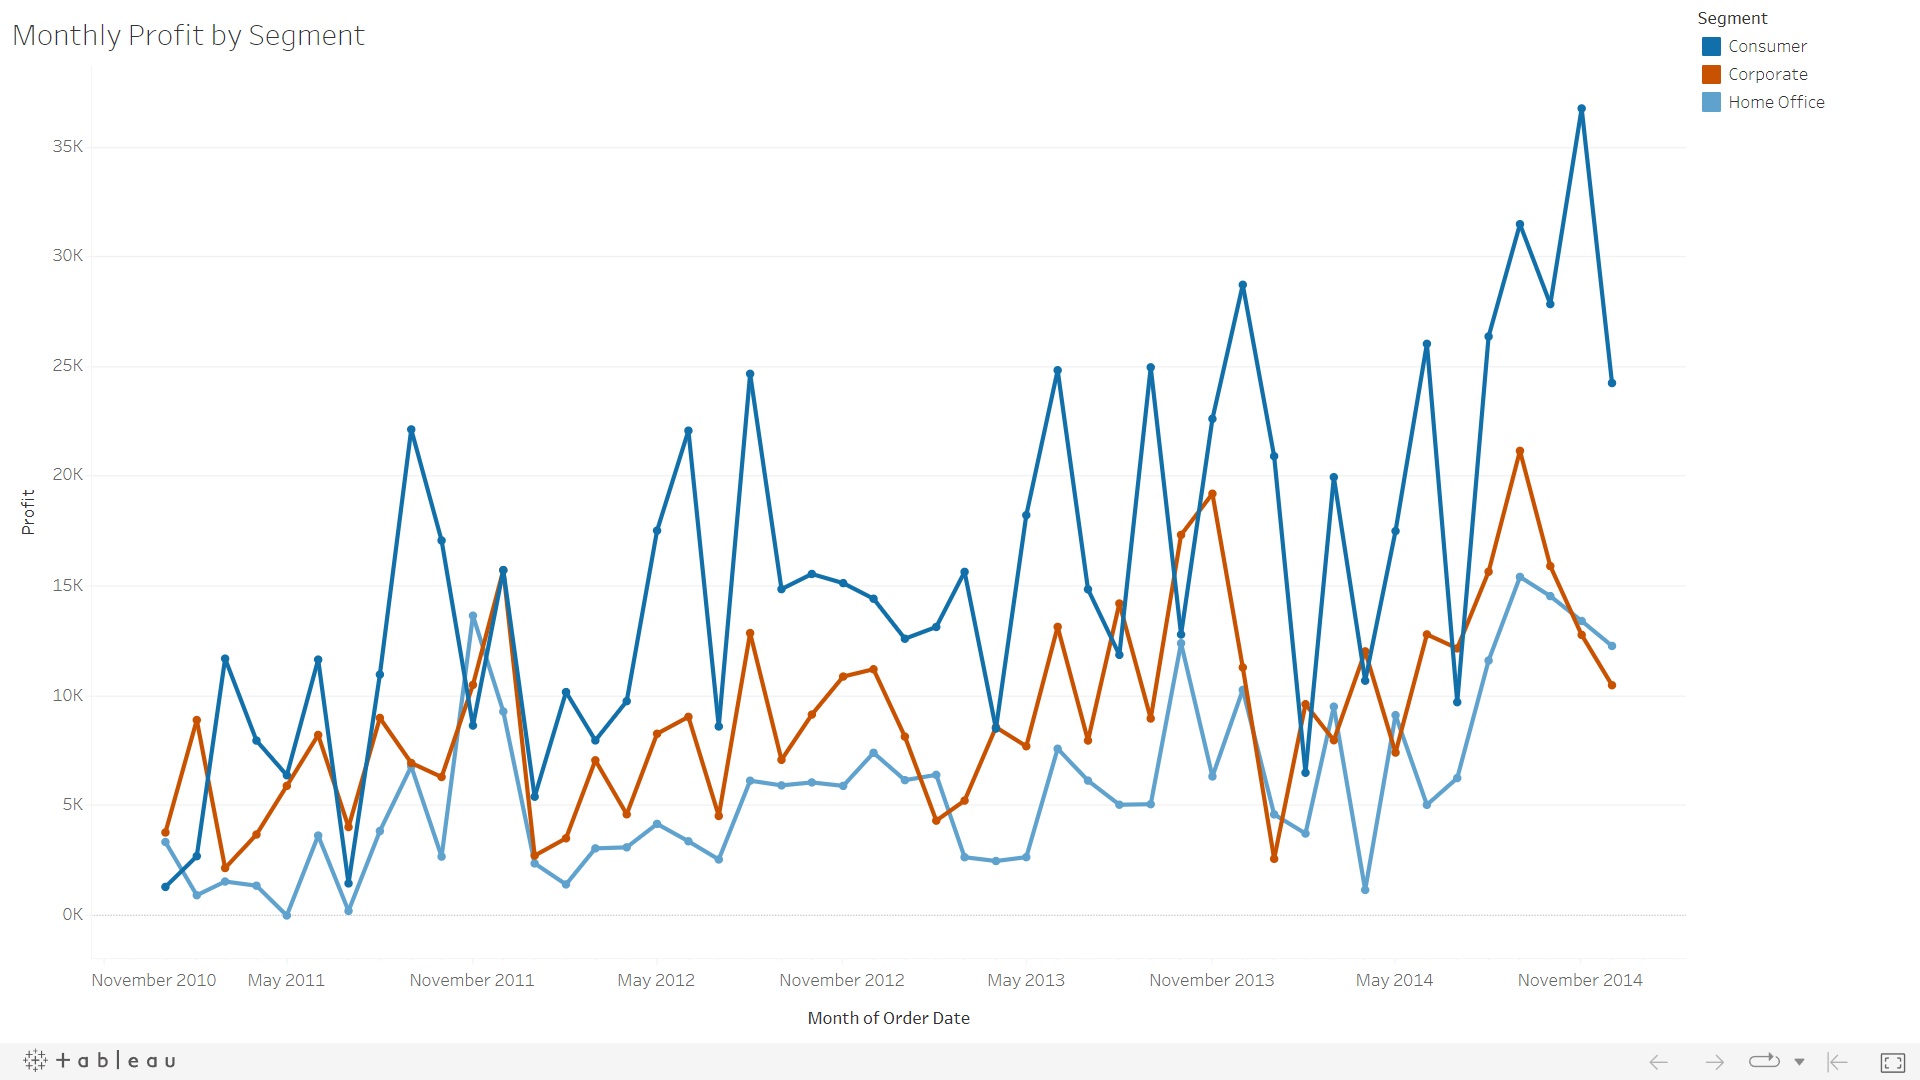 Monthly Profit by Segment
Segment
Consumer
Corporate
Home Office
35K
30K
25K
20K
15K
10K
5K
0K
Profit
November 2010 May 2011 November 2011 May 2012 November 2012 May 2013 November 2013 May 2014 November 2014
Month of Order Date
+ableau